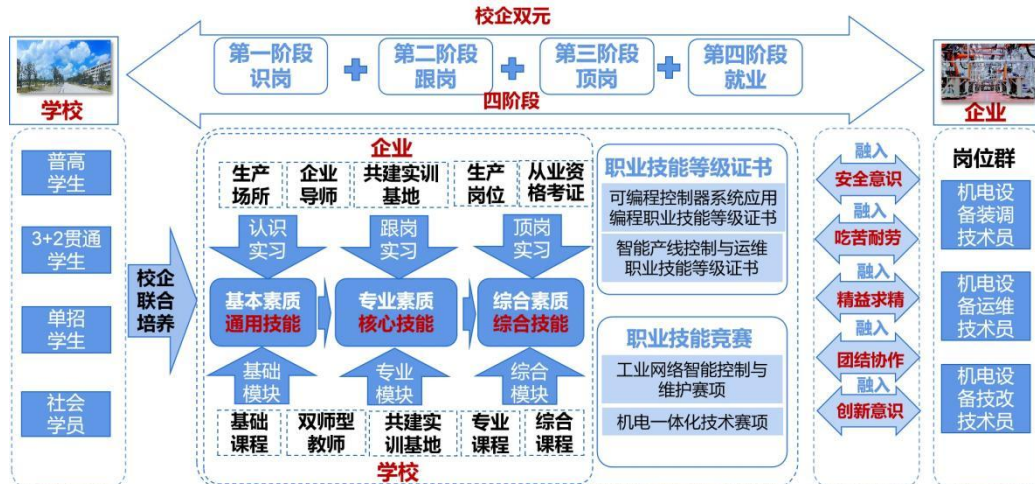 校企双元
第一阶段
识岗
第二阶段
跟岗
第三阶段
顶岗
第四阶段
就业
四阶段
学校
企业
普高
学生
3+2贯通
学生
单招
学生
社会
学员
校企
联合
培养
企业
生产
场所
企业
导师
共建实训
基地
生产
岗位
从业资
格考证
认识
实习
跟岗
实习
顶岗
实习
基本素质
通用技能
专业素质
核心技能
综合素质
综合技能
基础
模块
专业
模块
综合
模块
基础
课程
双师型
教师
共建实
训基地
专业
课程
综合
课程
学校
职业技能等级证书
可编程控制器系统应用
编程职业技能等级证书
智能产线控制与运维
职业技能等级证书
职业技能竞赛
工业网络智能控制与
维护赛项
机电一体化技术赛项
融入
安全意识
融入
吃苦耐劳
融入
精益求精
融入
团结协作
融入
创新意识
岗位群
机电设
备装调
技术员
机电设
备运维
技术员
机电设
备技改
技术员